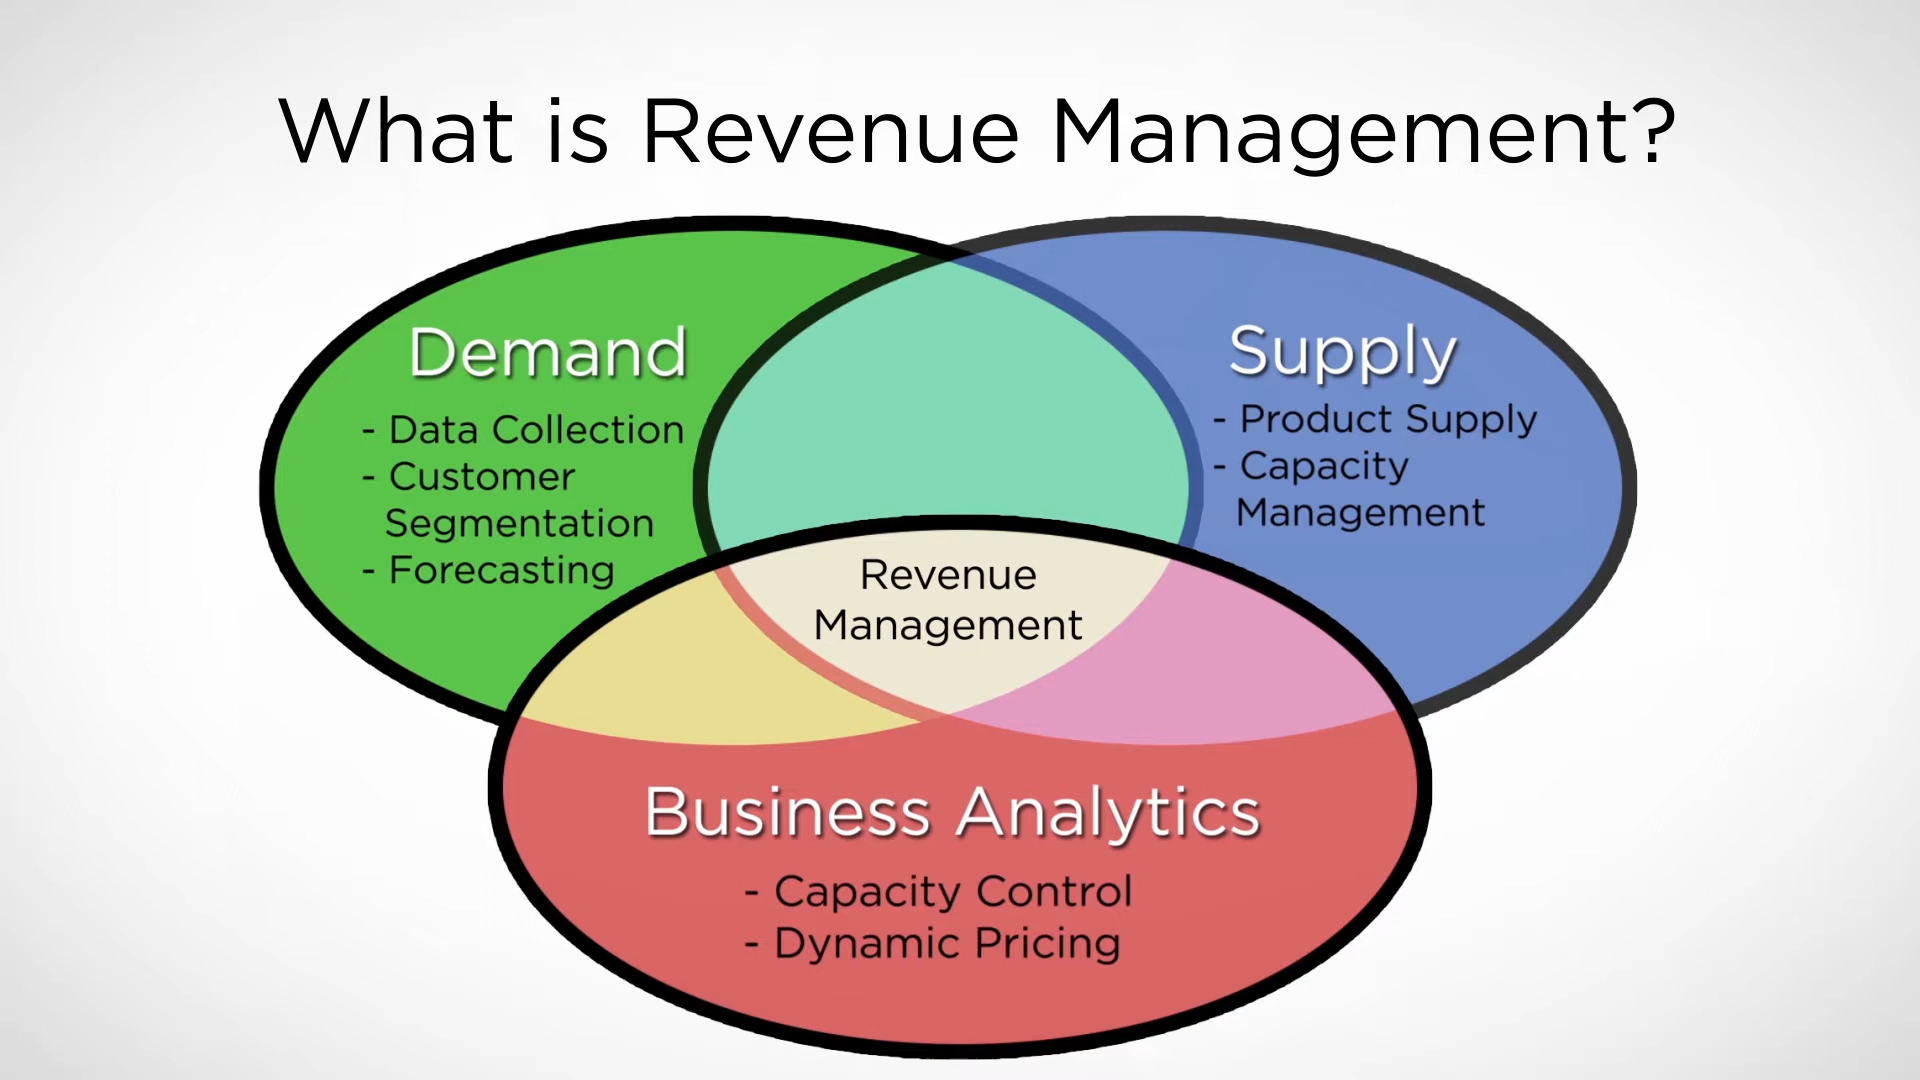 What is Revenue Management?
Demand
- Data Collection
- Customer
Segmentation
- Forecasting
Supply
- Product Supply
- Capacity
Management
Revenue
Management
Business Analytics
- Capacity Control
- Dynamic Pricing